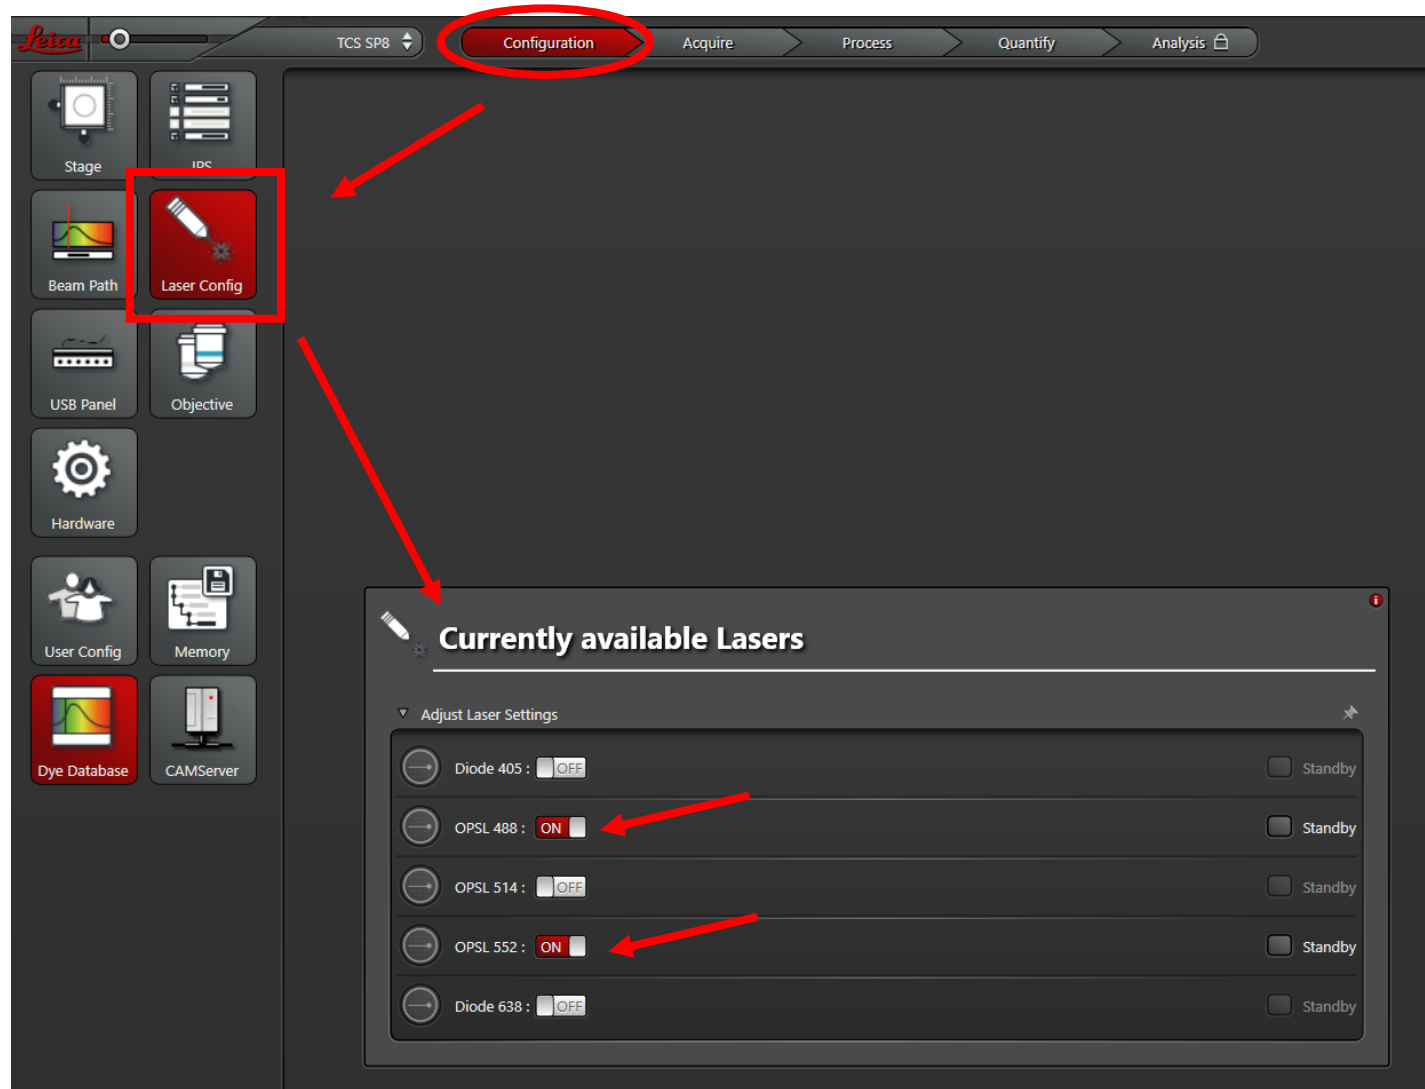 Leica
TCS SP8
Configuration
Acquire
Process
Quantify
Analysis
Stage
IPS
Beam Path
Laser Config
USB Panel
Objective
Hardware
User Config
Memory
Dye Database
CAMServer
Currently available Lasers
Adjust Laser Settings
Diode 405 : OFF Standby
OPSL 488 : ON Standby
OPSL 514 : OFF Standby
OPSL 552 : ON Standby
Diode 638 : OFF Standby